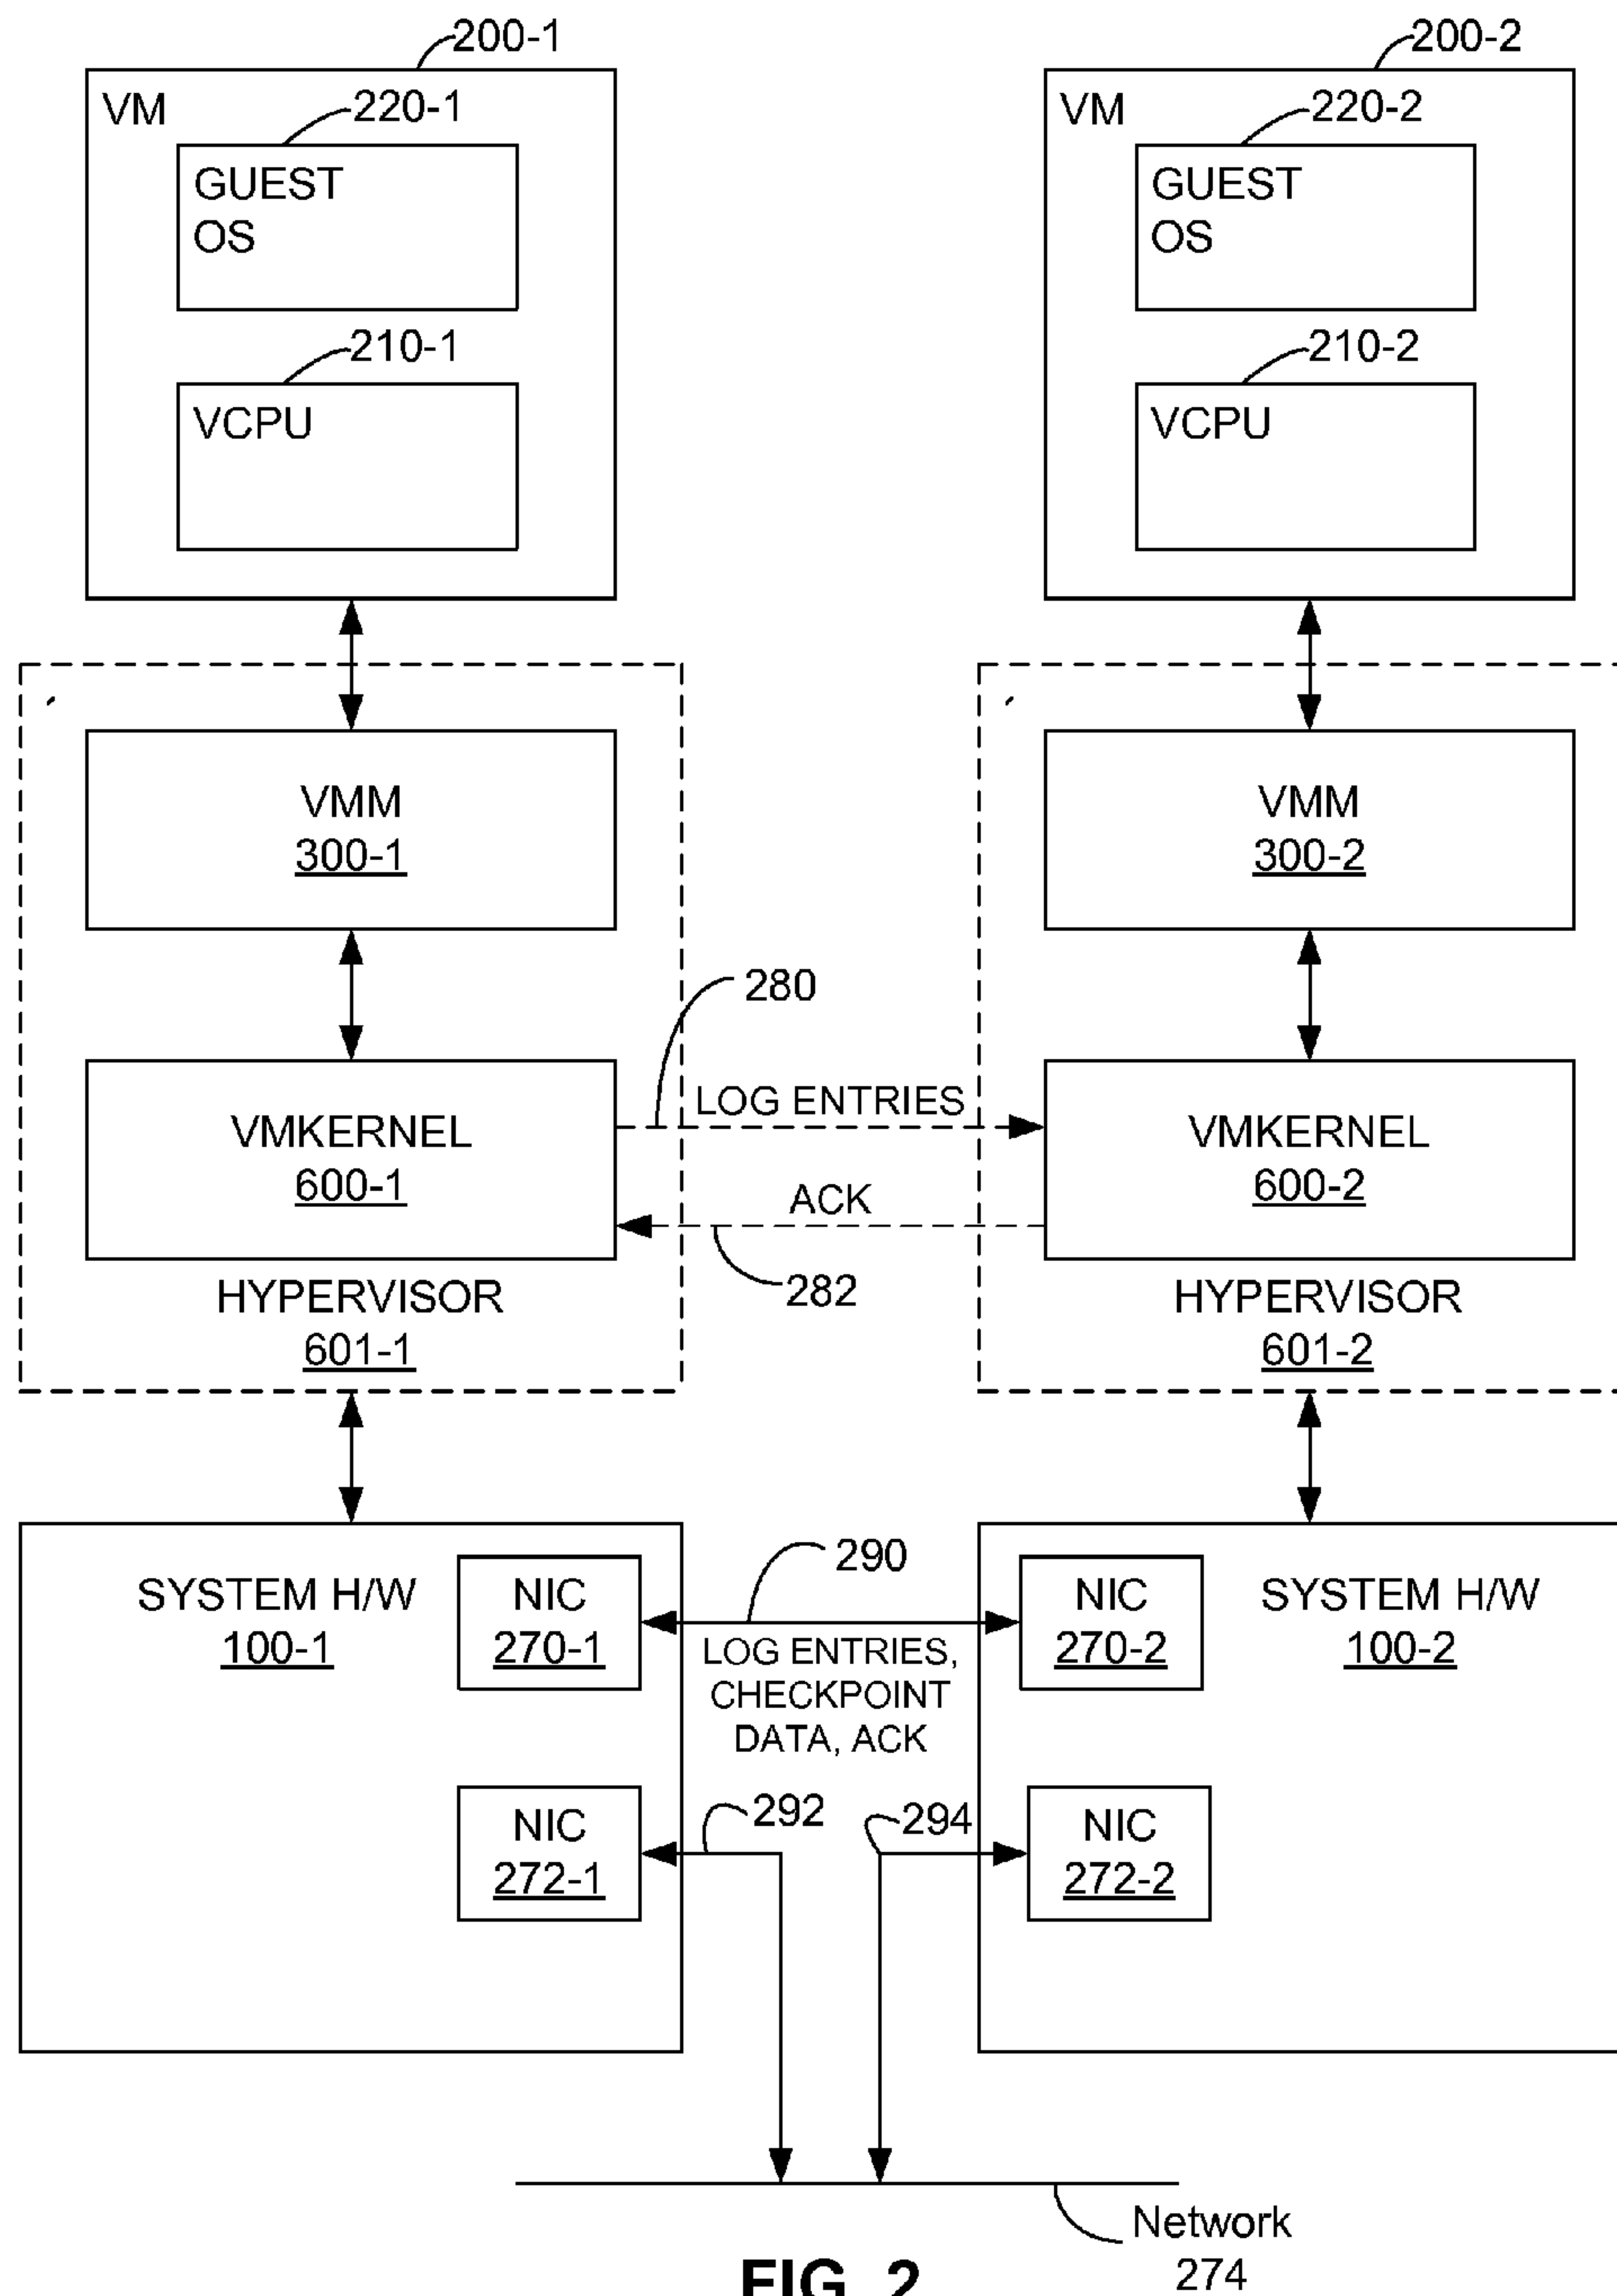 200-1
200-2
VM
220-1
GUEST
OS
210-1
VCPU
VM
220-2
GUEST
OS
210-2
VCPU
VMM
300-1
VMM
300-2
280
LOG ENTRIES
VMKERNEL
600-1
VMKERNEL
600-2
ACK
282
HYPERVISOR
601-1
HYPERVISOR
601-2
290
SYSTEM H/W
100-1
NIC
270-1
LOG ENTRIES,
CHECKPOINT
DATA, ACK
NIC
270-2
SYSTEM H/W
100-2
NIC
272-1
292
294
NIC
272-2
Network
274
FIG. 2